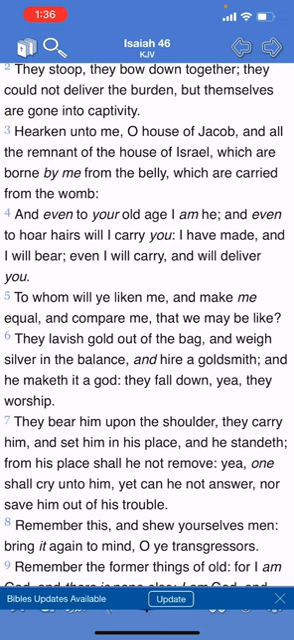 1:36
Isaiah 46
KJV
2 They stoop, they bow down together; they
could not deliver the burden, but themselves
are gone into captivity.
3 Hearken unto me, O house of Jacob, and all
the remnant of the house of Israel, which are
borne by me from the belly, which are carried
from the womb:
4 And even to your old age I am he; and even
to hoar hairs will I carry you: I have made, and
I will bear; even I will carry, and will deliver
you.
5 To whom will ye liken me, and make me
equal, and compare me, that we may be like?
6 They lavish gold out of the bag, and weigh
silver in the balance, and hire a goldsmith; and
he maketh it a god: they fall down, yea, they
worship.
7 They bear him upon the shoulder, they carry
him, and set him in his place, and he standeth;
from his place shall he not remove: yea, one
shall cry unto him, yet can he not answer, nor
save him out of his trouble.
8 Remember this, and shew yourselves men:
bring it again to mind, O ye transgressors.
9 Remember the former things of old: for I am
God, and there is none else; I am God, and
Bibles Updates Available
Update